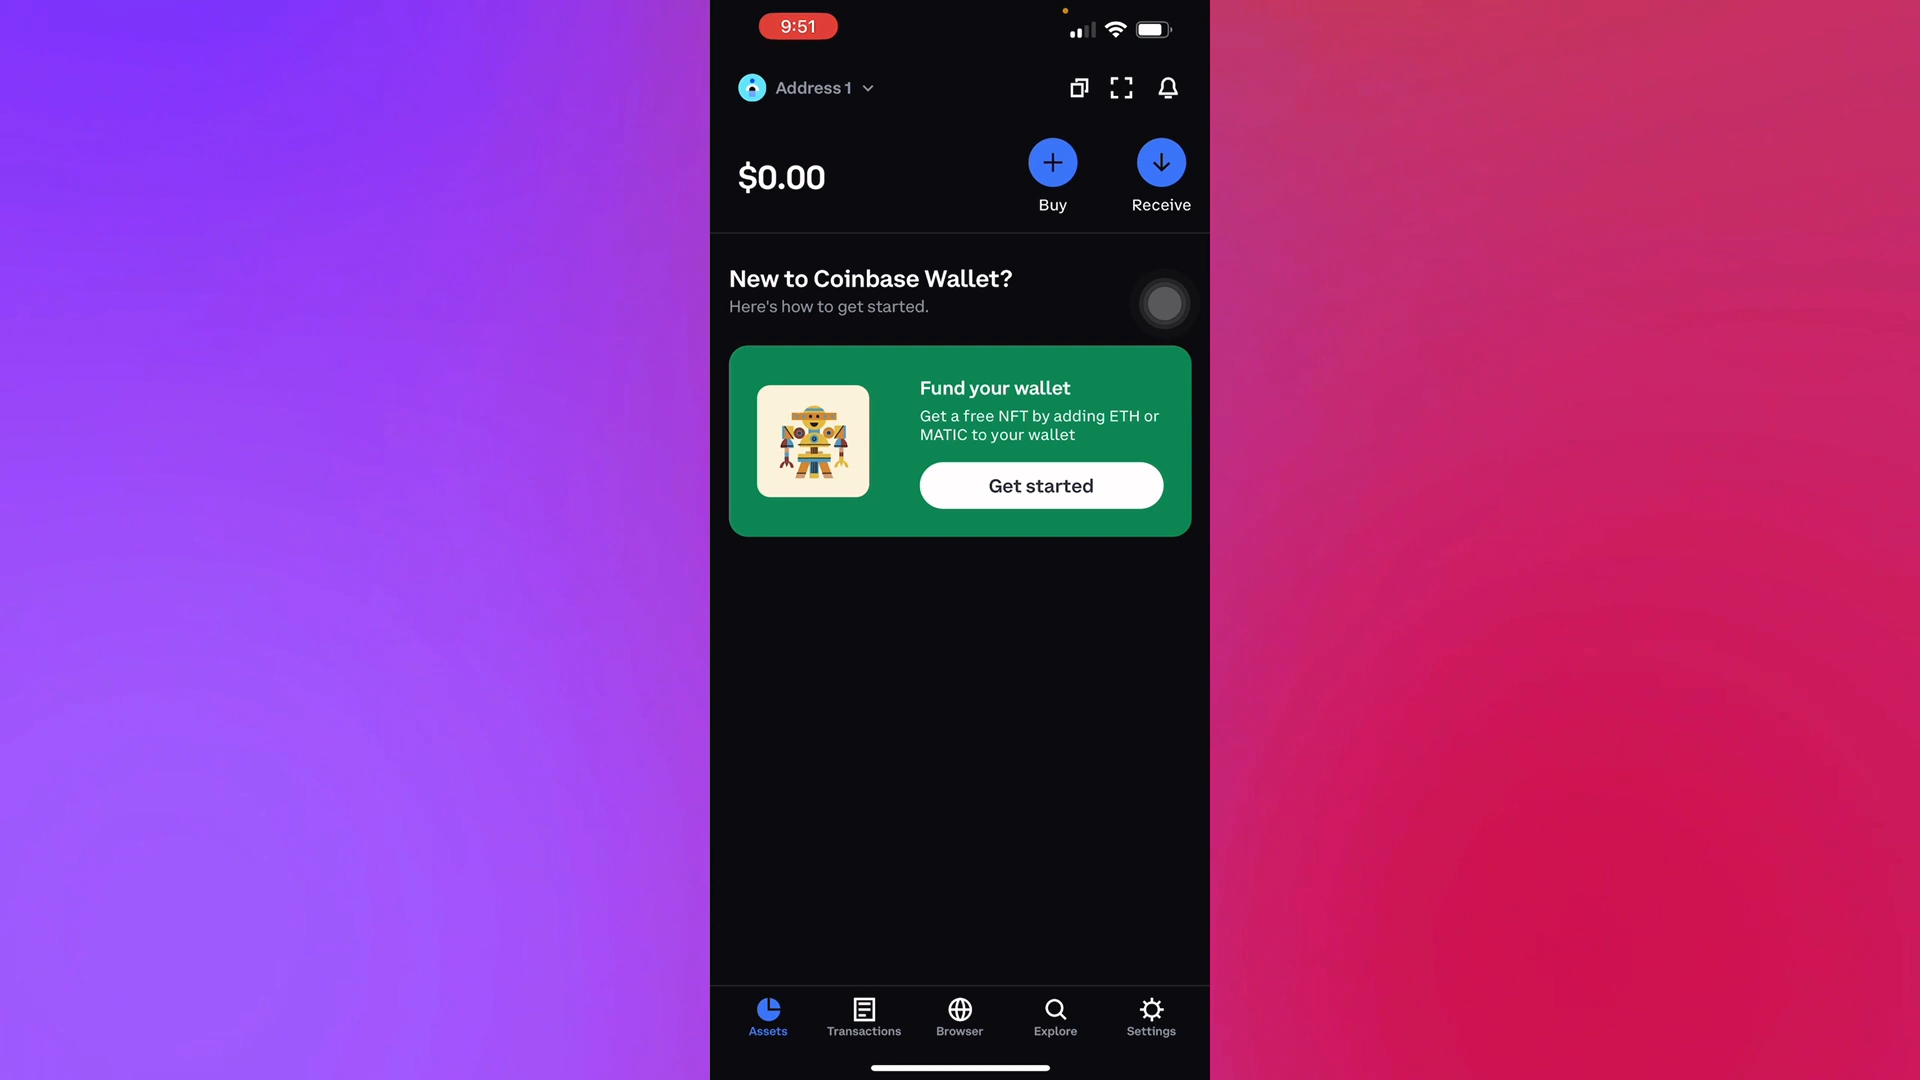 9:51
Address 1
$0.00
Buy
Receive
New to Coinbase Wallet?
Here's how to get started.
Fund your wallet
Get a free NFT by adding ETH or
MATIC to your wallet
Get started
Assets
Transactions
Browser
Explore
Settings